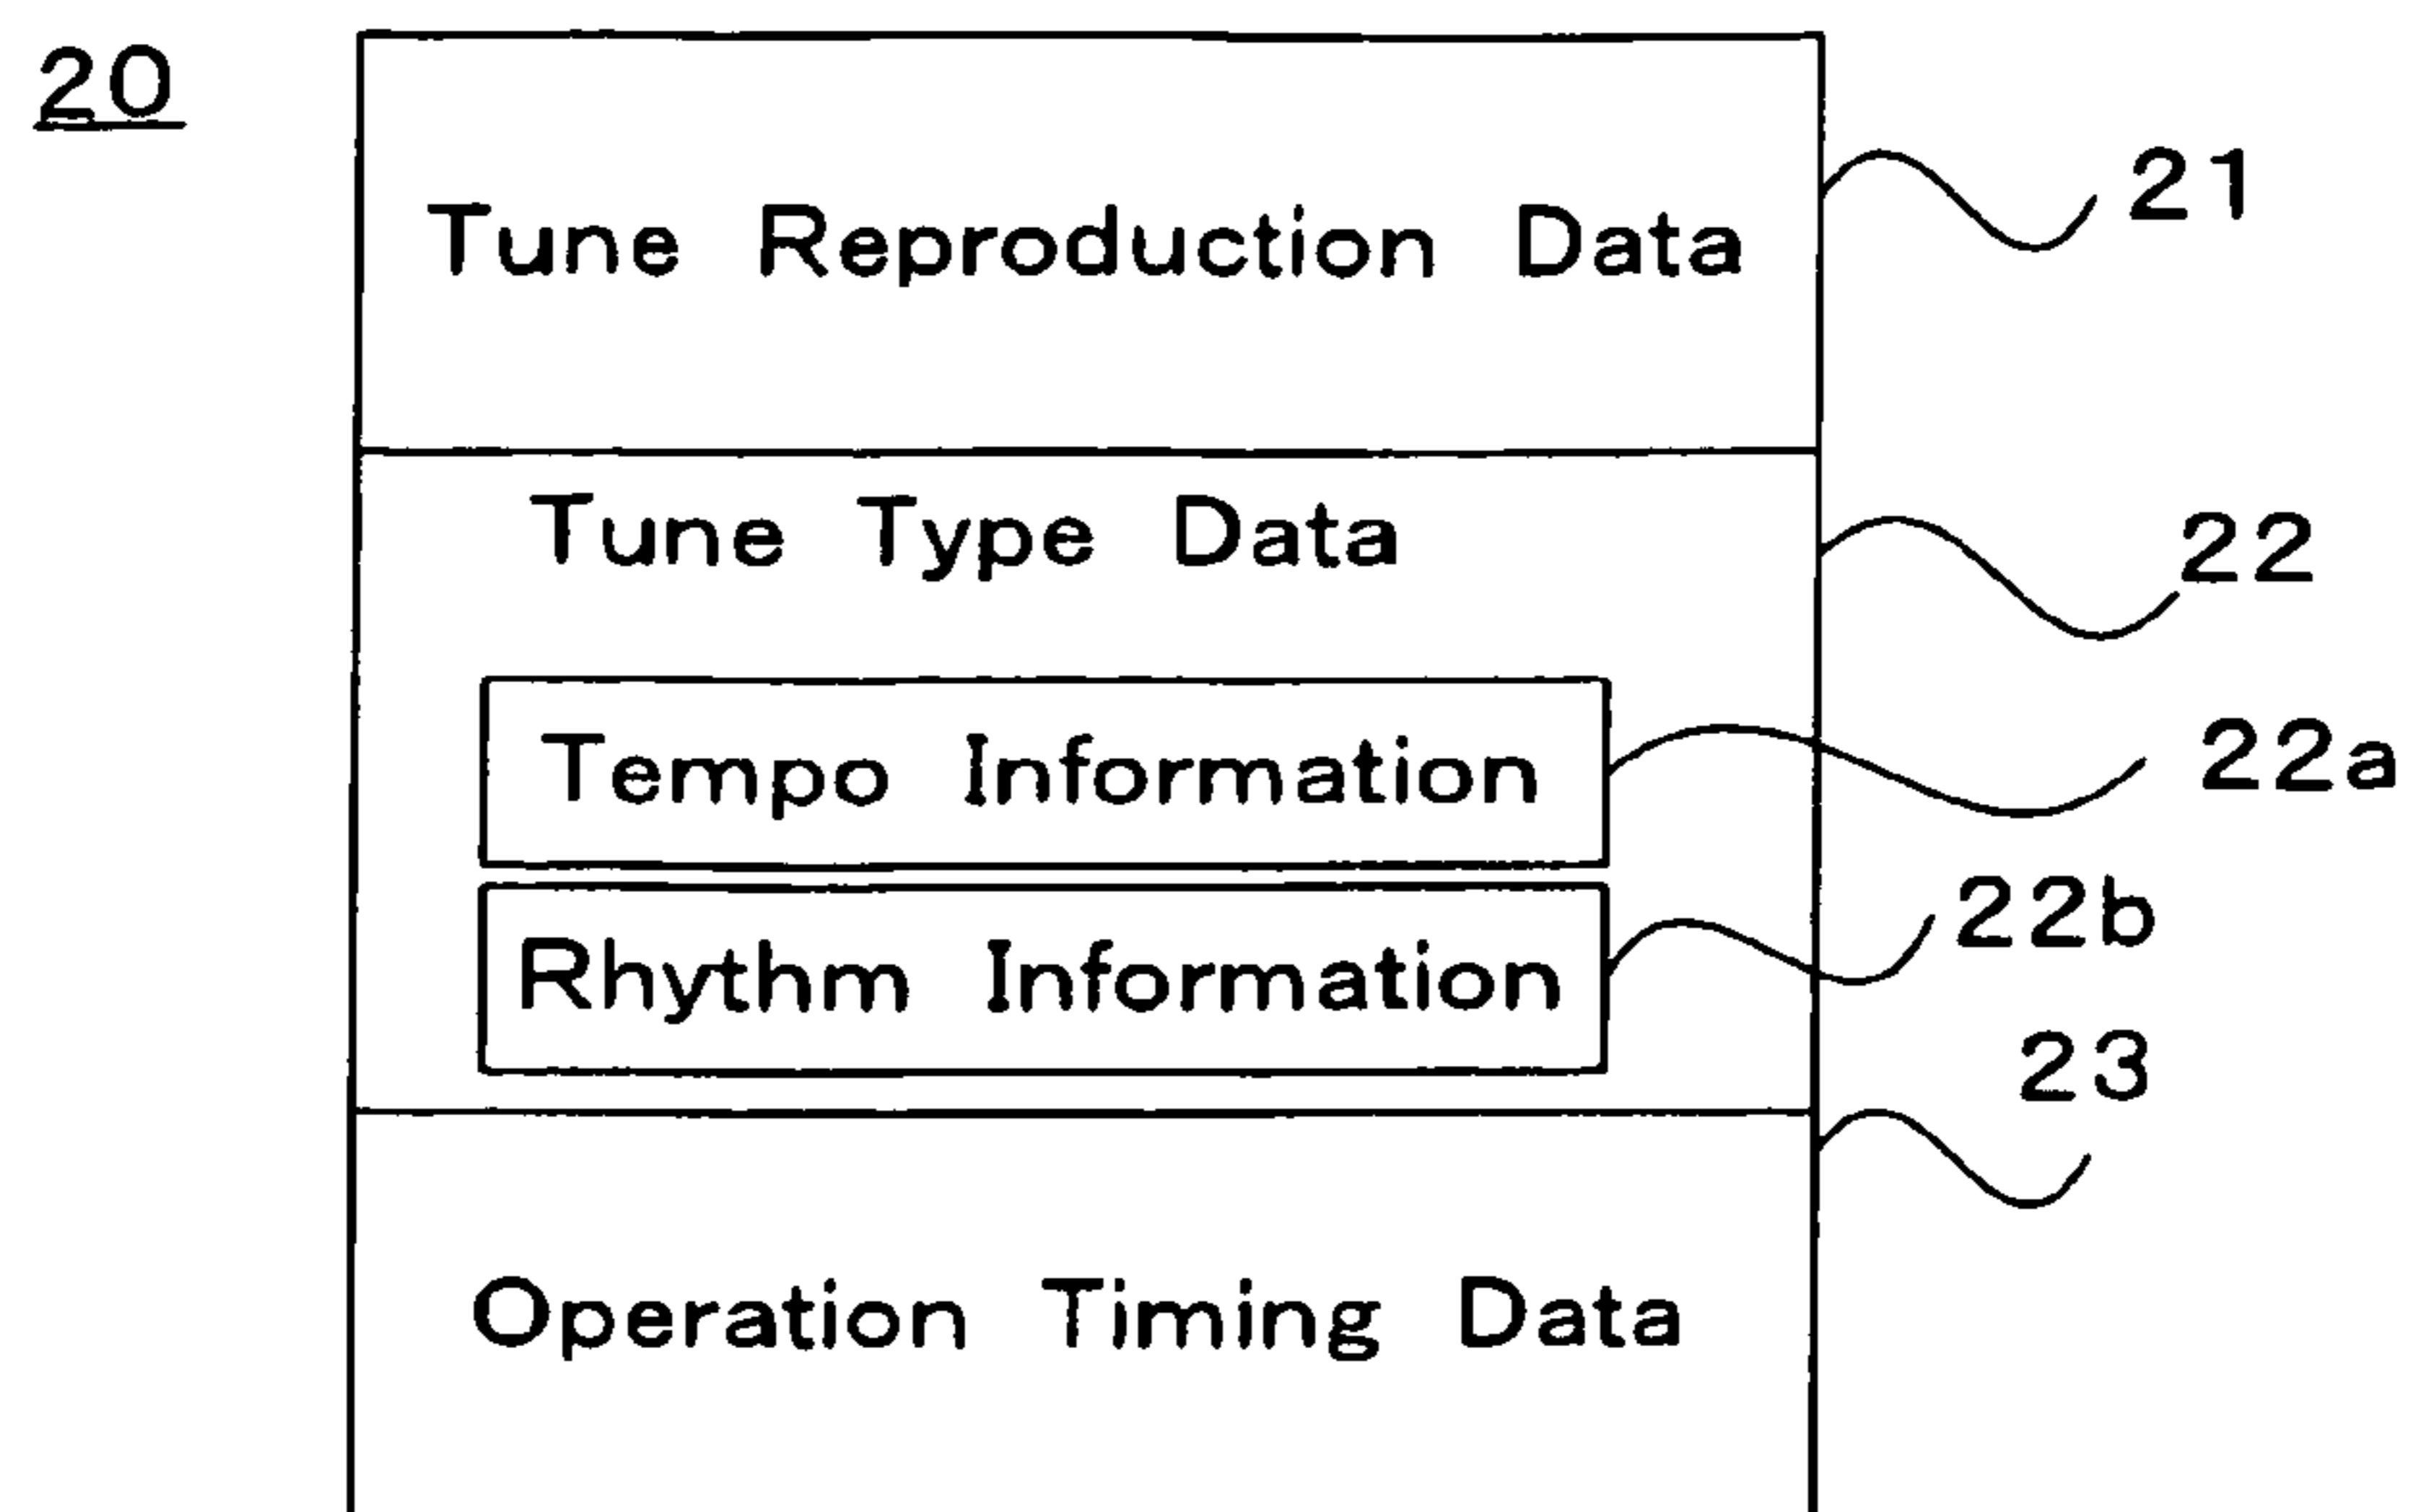 20
Tune Reproduction Data
21
Tune Type Data
22
Tempo Information
22a
Rhythm Information
22b
23
Operation Timing Data